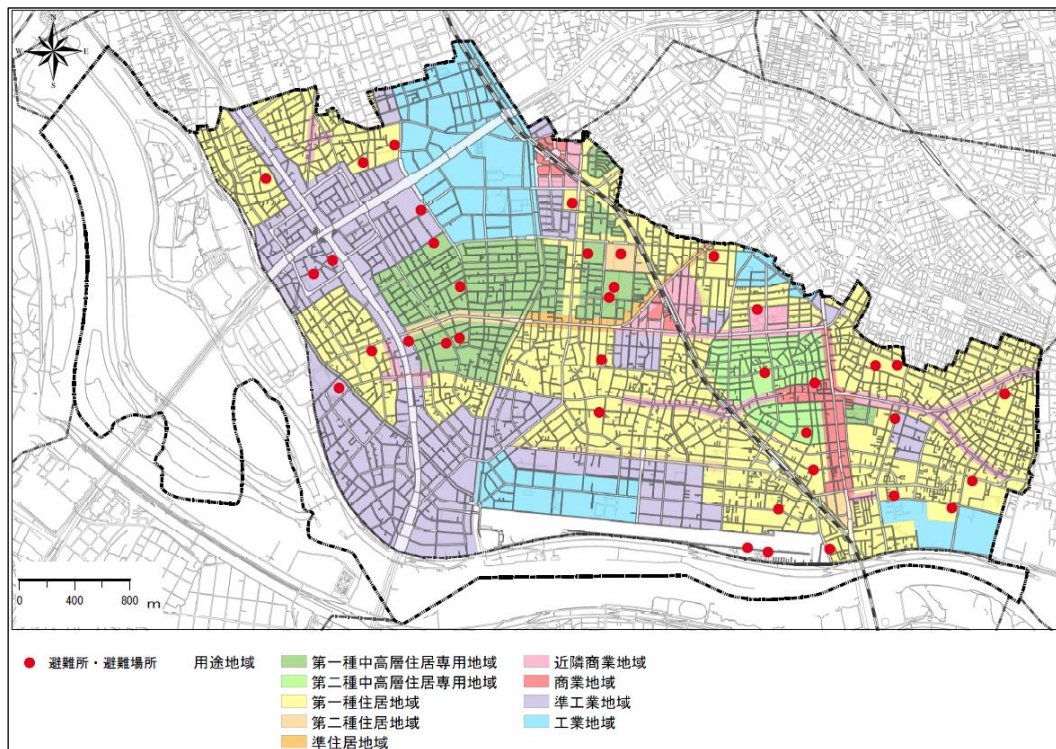 N
W E
S
0 400 800 m
避難所・避難場所
用途地域
第一種中高層住居専用地域
第二種中高層住居専用地域
第一種住居地域
第二種住居地域
準住居地域
近隣商業地域
商業地域
準工業地域
工業地域